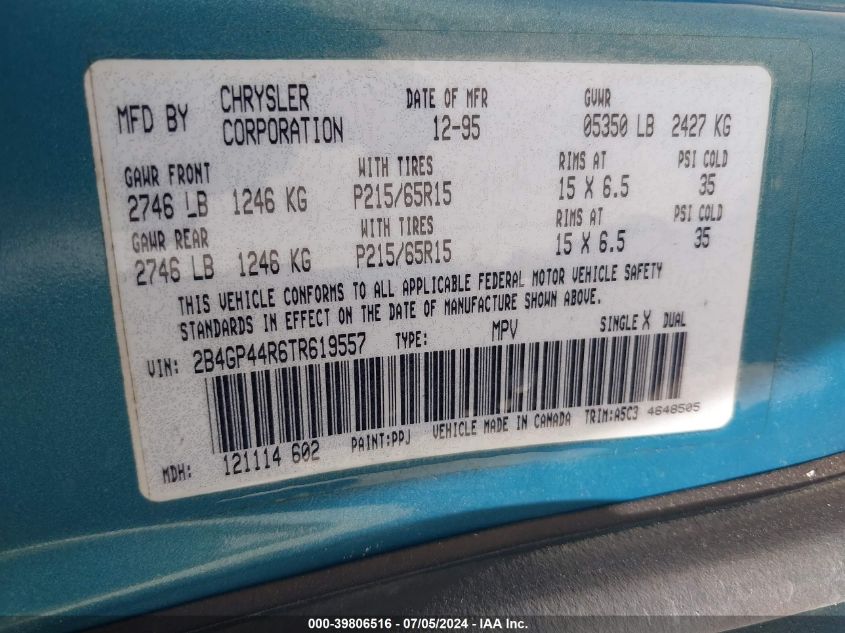 MFD BY CHRYSLER CORPORATION DATE OF MFR 12-95 GVWR 05350 LB 2427 KG
GAWR FRONT WITH TIRES RIMS AT PSI COLD
2746 LB 1246 KG P215/65R15 15 X 6.5 35
GAWR REAR WITH TIRES RIMS AT PSI COLD
2746 LB 1246 KG P215/65R15 15 X 6.5 35
THIS VEHICLE CONFORMS TO ALL APPLICABLE FEDERAL MOTOR VEHICLE SAFETY
STANDARDS IN EFFECT ON THE DATE OF MANUFACTURE SHOWN ABOVE.
VIN: 2B4GP44R6TR619557 TYPE: MPV SINGLE X DUAL
MDH: 121114 602 PAINT:PPJ VEHICLE MADE IN CANADA TRIM:A5C3 4648505
000-39806516 / 07/05/2024 - IAA Inc.